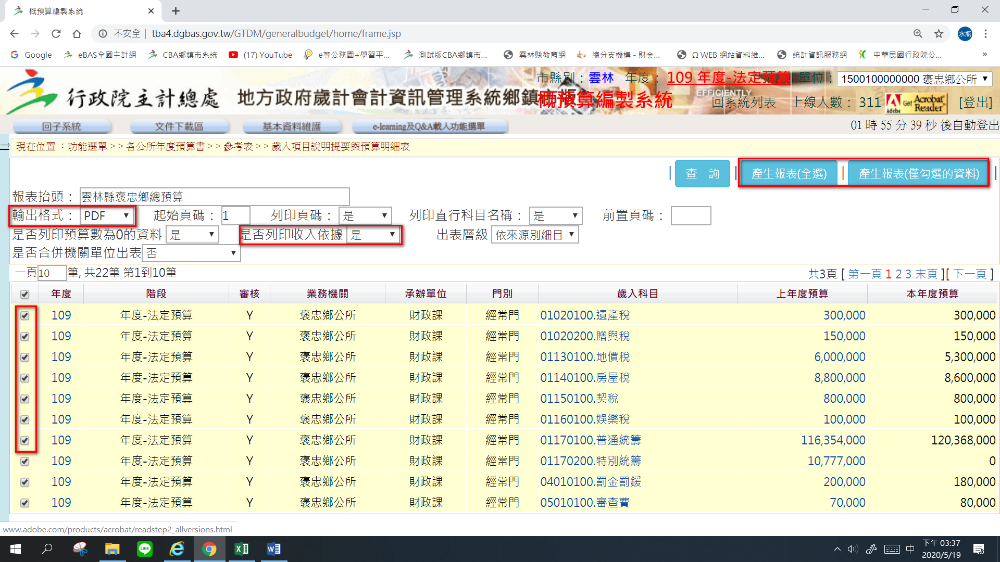 概預算編製系統
不安全 | tba4.dgbas.gov.tw/GTDM/generalbudget/home/frame.jsp
水瓶
Google eBAS全國主計網 CBA鄉鎮市系統 (17) YouTube e等公務園+學習平... 測試版CBA鄉鎮市... 雲林縣教育網 總分支機構 - 財金... Ω WEB 網站資料維... 統計資訊服務網 中華民國行政院公... »
市縣別：雲林 年度： 109 年度-法定預算 單位： 1500100000000 褒忠鄉公所
行政院主計總處 地方政府歲計會計資訊管理系統鄉鎮
概預算編製系統 EFFICIENTLY 回系統列表 上線人數： 311 Adobe Get Acrobat Reader [登出]
回子系統 文件下載區 基本資料維護 e-learning及Q&A載入功能選單 01 時 55 分 39 秒 後自動登出
現在位置 ：功能選單>>各公所年度預算書>>參考表>>歲入項目說明提要與預算明細表
| 查 詢 | 產生報表(全選) | 產生報表(僅勾選的資料) |
報表抬頭： 雲林縣褒忠鄉總預算
輸出格式： PDF 起始頁碼： 1 列印頁碼： 是 列印直行科目名稱： 是 前置頁碼：
是否列印預算數為0的資料 是 是否列印收入依據 是 出表層級 依來源別細目
是否合併機關單位出表 否
一頁10筆, 共22筆 第1到10筆 共3頁 [ 第一頁 1 2 3 末頁 ][ 下一頁 ]
年度 階段 審核 業務機關 承辦單位 門別 歲入科目 上年度預算 本年度預算
109 年度-法定預算 Y 褒忠鄉公所 財政課 經常門 01020100.遺產稅 300,000 300,000
109 年度-法定預算 Y 褒忠鄉公所 財政課 經常門 01020200.贈與稅 150,000 150,000
109 年度-法定預算 Y 褒忠鄉公所 財政課 經常門 01130100.地價稅 6,000,000 5,300,000
109 年度-法定預算 Y 褒忠鄉公所 財政課 經常門 01140100.房屋稅 8,800,000 8,600,000
109 年度-法定預算 Y 褒忠鄉公所 財政課 經常門 01150100.契稅 800,000 800,000
109 年度-法定預算 Y 褒忠鄉公所 財政課 經常門 01160100.娛樂稅 100,000 100,000
109 年度-法定預算 Y 褒忠鄉公所 財政課 經常門 01170100.普通統籌 116,354,000 120,368,000
109 年度-法定預算 Y 褒忠鄉公所 財政課 經常門 01170200.特別統籌 10,777,000 0
109 年度-法定預算 Y 褒忠鄉公所 財政課 經常門 04010100.罰金罰鍰 200,000 180,000
109 年度-法定預算 Y 褒忠鄉公所 財政課 經常門 05010100.審查費 70,000 80,000
www.adobe.com/products/acrobat/readstep2_allversions.html
LINE
中 下午 03:37
2020/5/19